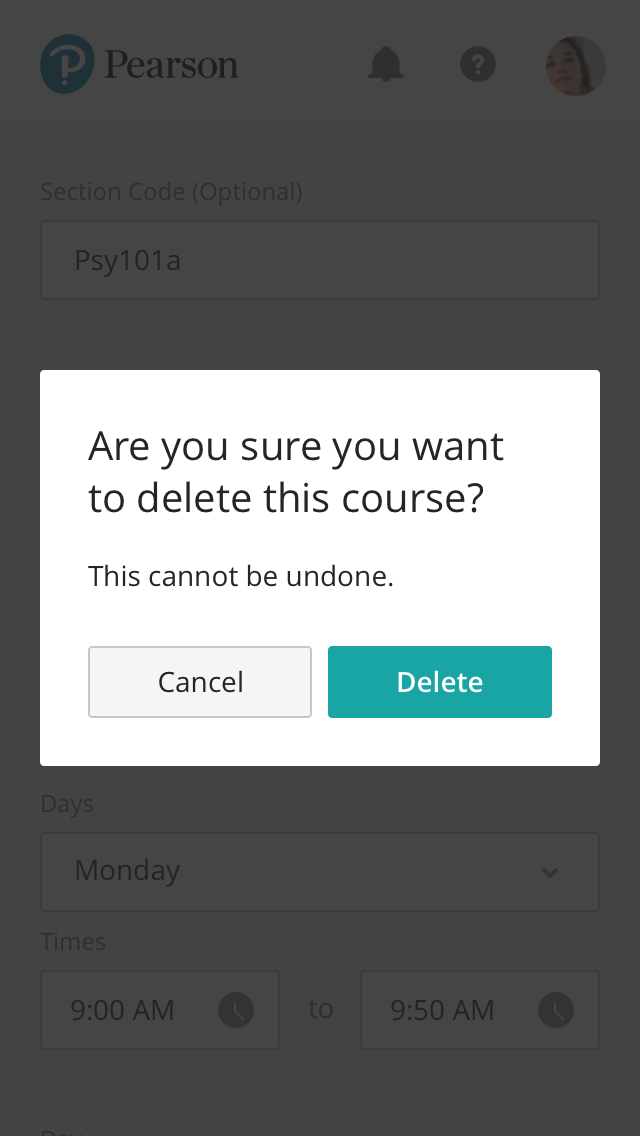 Pearson
?
Section Code (Optional)
Psy101a
Are you sure you want
to delete this course?
This cannot be undone.
Cancel
Delete
Days
Monday
Times
9:00 AM
to
9:50 AM